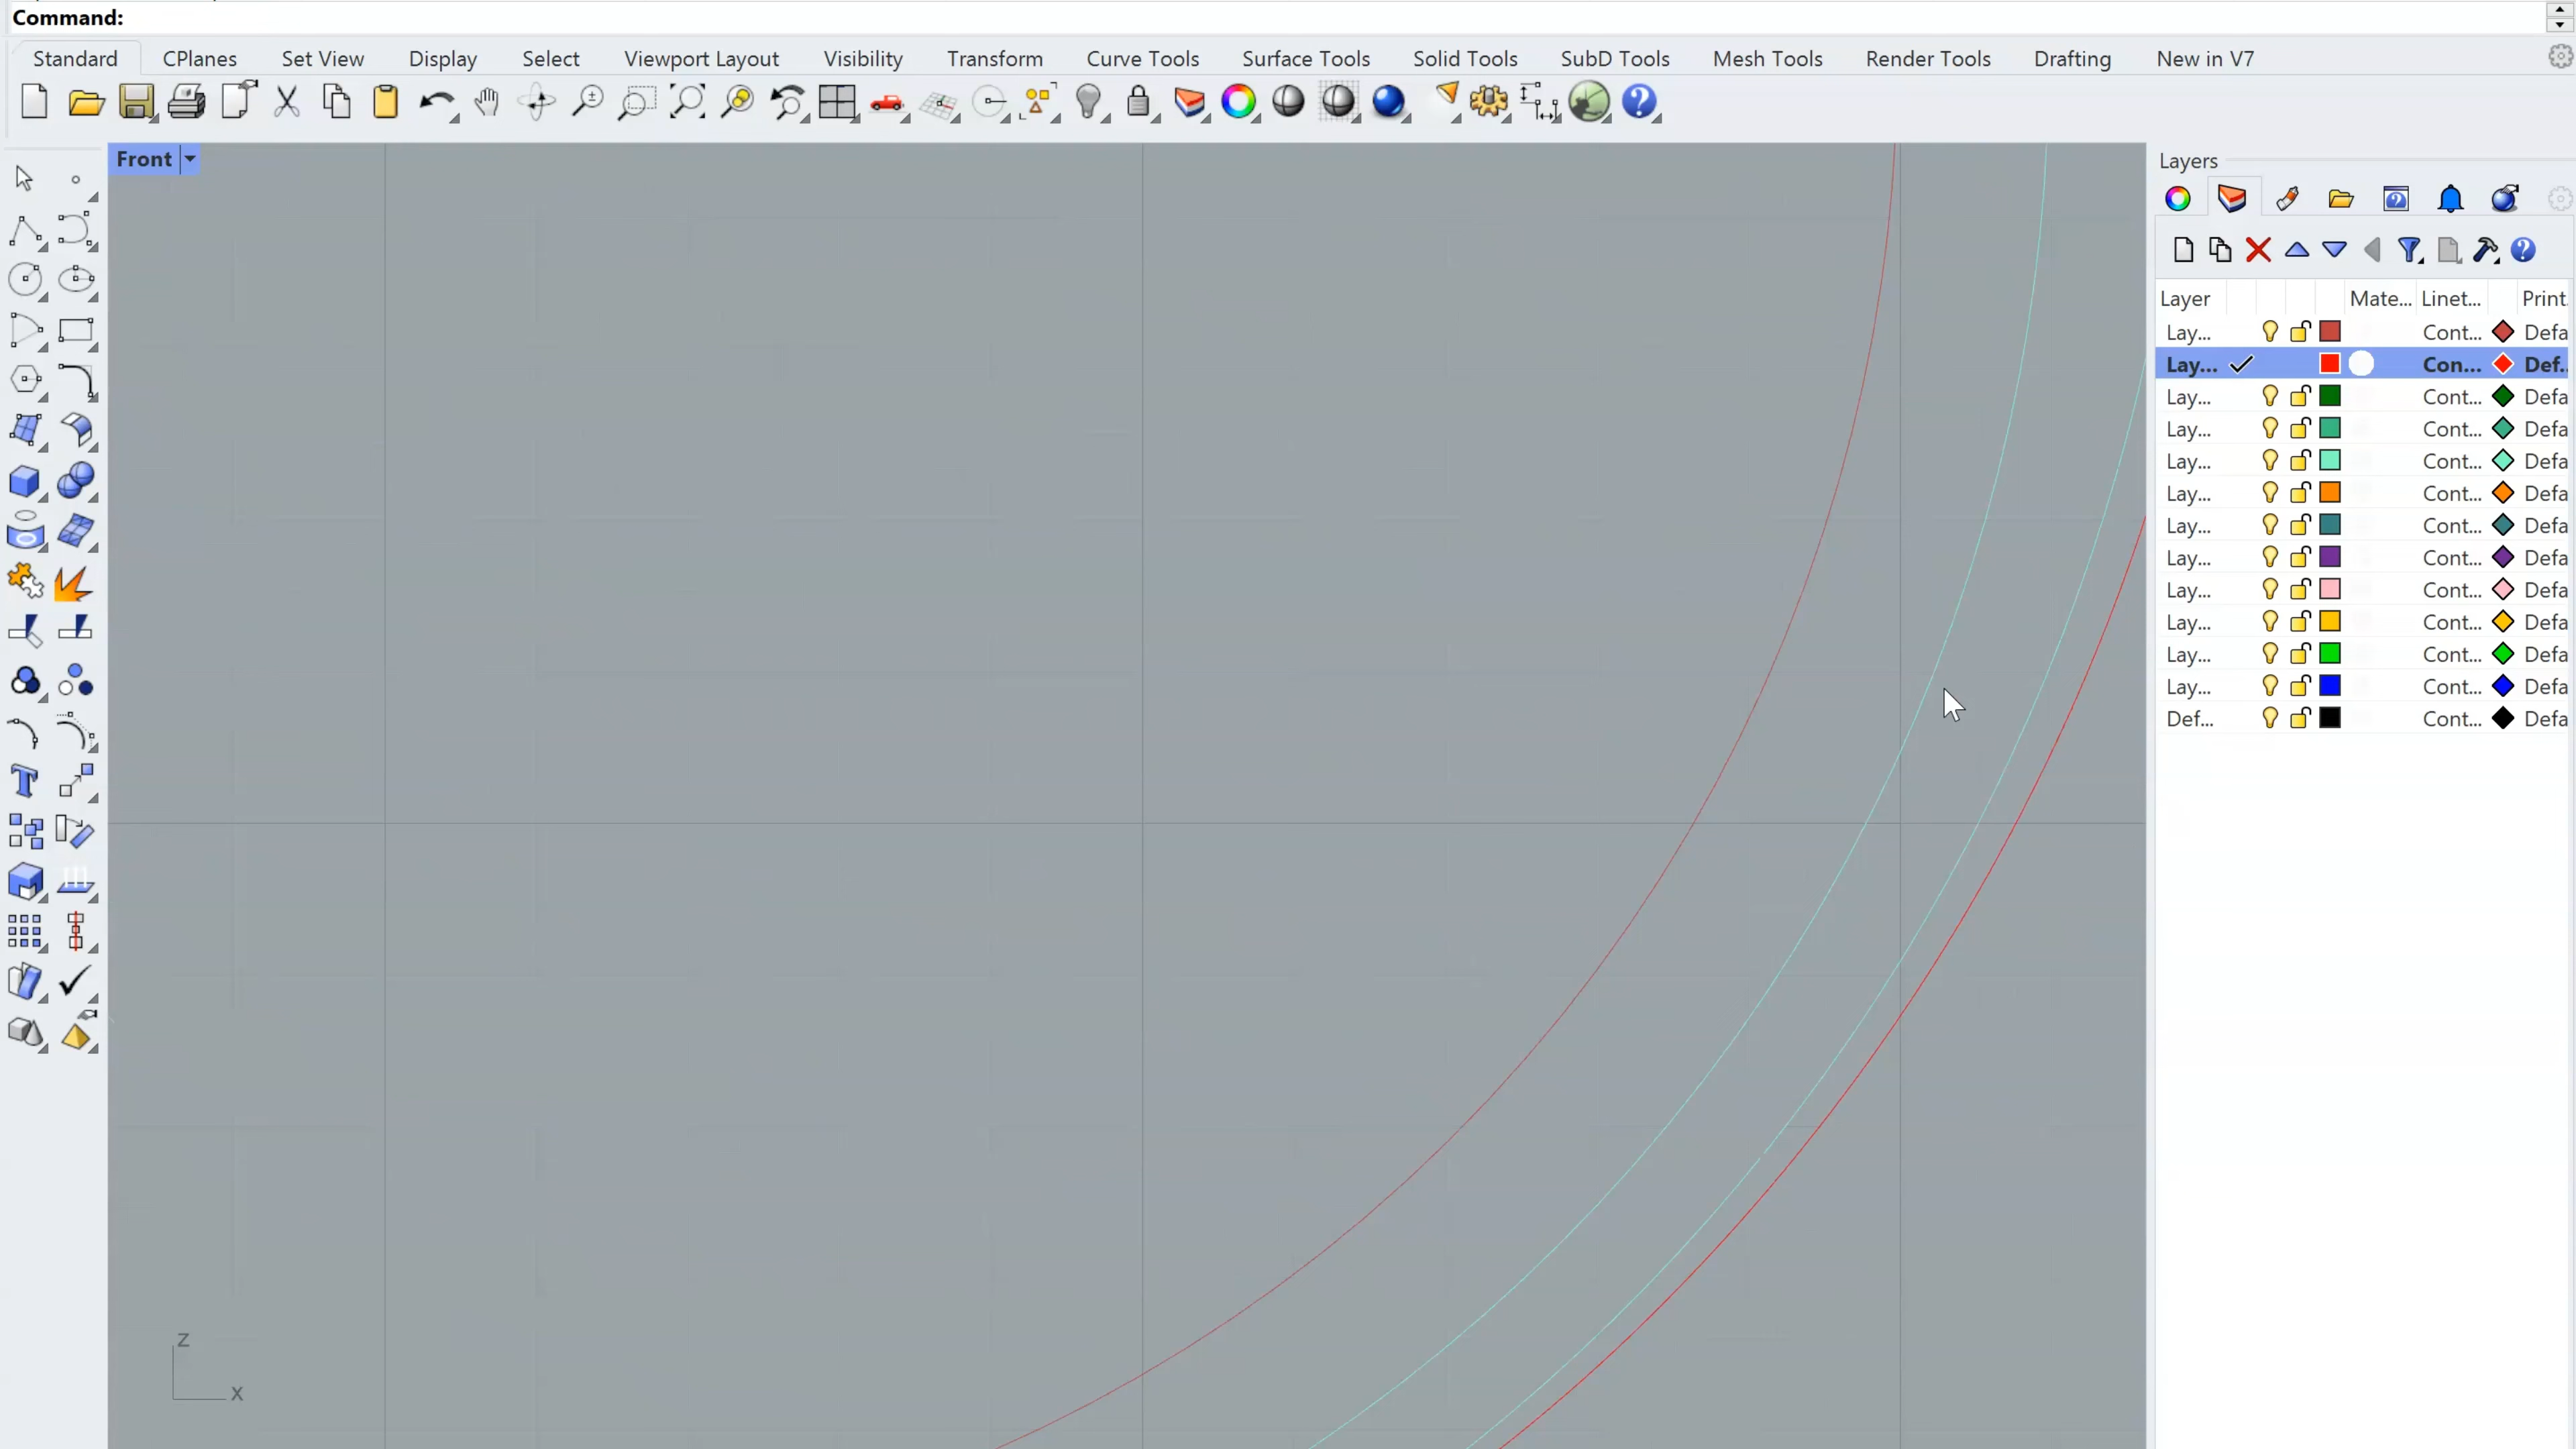 Command:
Standard CPlanes Set View Display Select Viewport Layout Visibility Transform Curve Tools Surface Tools Solid Tools SubD Tools Mesh Tools Render Tools Drafting New in V7
Front
Layers
Layer Mate... Linet... Print
Lay... Cont... Defa
Lay... Con... Def..
Lay... Cont... Defa
Lay... Cont... Defa
Lay... Cont... Defa
Lay... Cont... Defa
Lay... Cont... Defa
Lay... Cont... Defa
Lay... Cont... Defa
Lay... Cont... Defa
Lay... Cont... Defa
Lay... Cont... Defa
Def... Cont... Defa
z
x